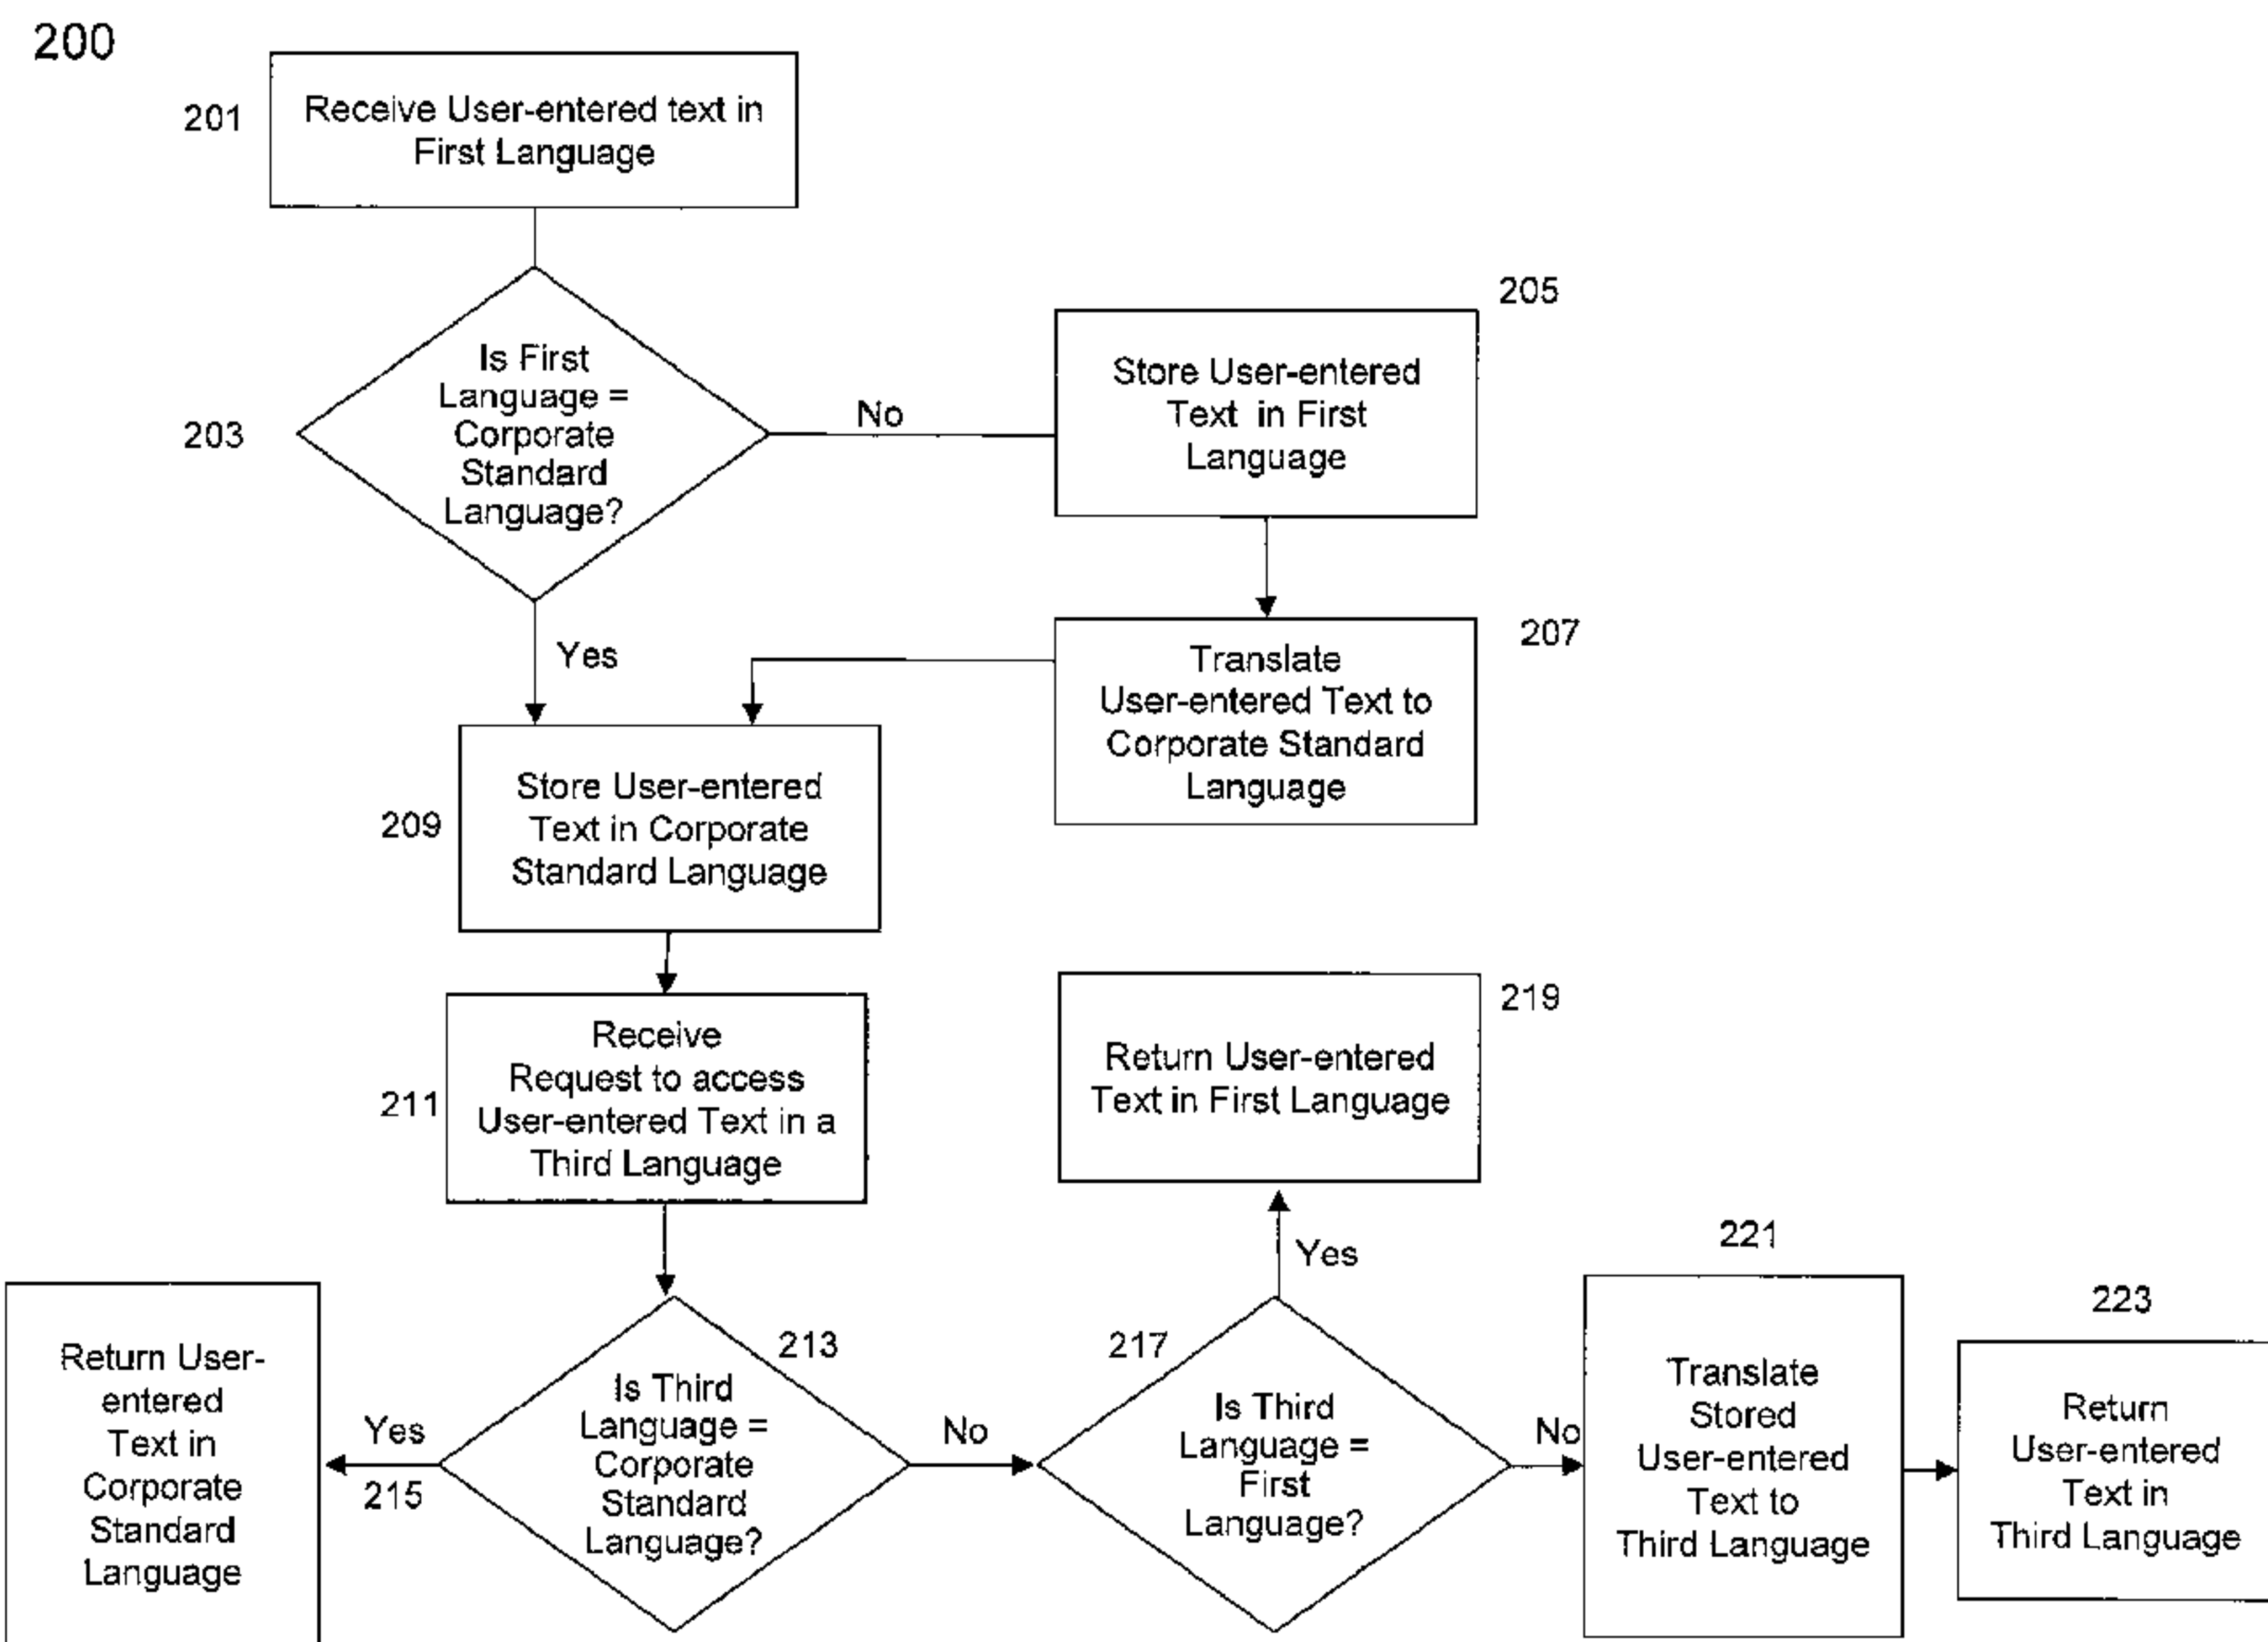 200
201
Receive User-entered text in
First Language
203
Is First
Language =
Corporate
Standard
Language?
No
205
Store User-entered
Text in First
Language
Yes
207
Translate
User-entered Text to
Corporate Standard
Language
209
Store User-entered
Text in Corporate
Standard Language
211
Receive
Request to access
User-entered Text in a
Third Language
219
Return User-entered
Text in First Language
213
Is Third
Language =
Corporate
Standard
Language?
Yes
215
Return User-
entered
Text in
Corporate
Standard
Language
No
217
Is Third
Language =
First
Language?
Yes
No
221
Translate
Stored
User-entered
Text to
Third Language
223
Return
User-entered
Text in
Third Language